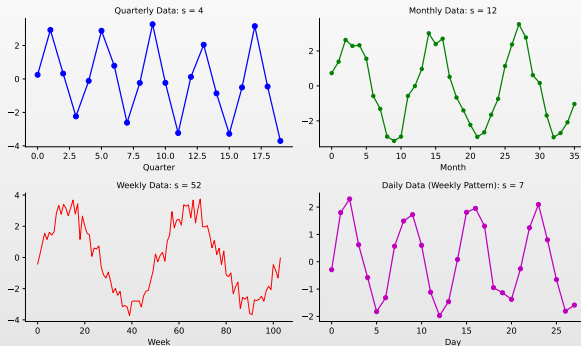 Quarterly Data: s = 4
2
0
−2
−4
0.0 2.5 5.0 7.5 10.0 12.5 15.0 17.5
Quarter
Monthly Data: s = 12
2
0
−2
0 5 10 15 20 25 30 35
Month
Weekly Data: s = 52
4
2
0
−2
−4
0 20 40 60 80 100
Week
Daily Data (Weekly Pattern): s = 7
2
1
0
−1
−2
0 5 10 15 20 25
Day